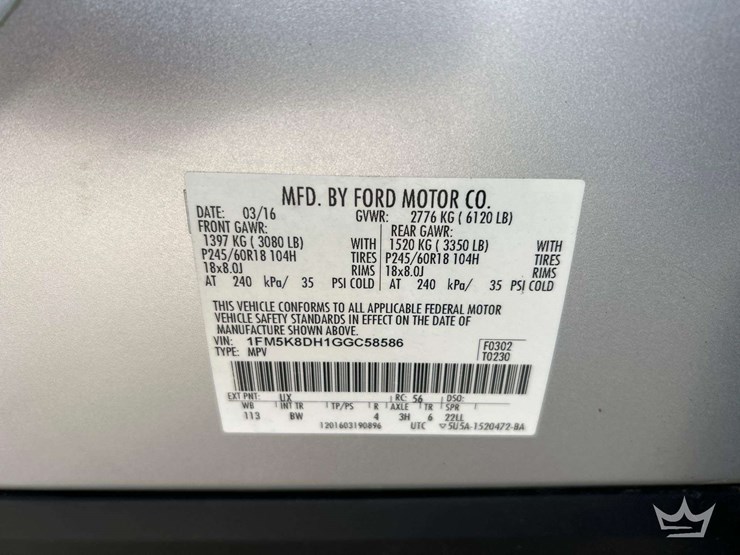 MFD. BY FORD MOTOR CO.
DATE: 03/16 GVWR: 2776 KG ( 6120 LB)
FRONT GAWR: REAR GAWR:
1397 KG ( 3080 LB) WITH 1520 KG ( 3350 LB) WITH
P245/60R18 104H TIRES P245/60R18 104H TIRES
18x8.0J RIMS 18x8.0J RIMS
AT 240 kPa/ 35 PSI COLD AT 240 kPa/ 35 PSI COLD
THIS VEHICLE CONFORMS TO ALL APPLICABLE FEDERAL MOTOR
VEHICLE SAFETY STANDARDS IN EFFECT ON THE DATE OF
MANUFACTURE SHOWN ABOVE.
VIN: 1FM5K8DH1GGC58586 F0302
TYPE: MPV T0230
EXT PNT: UX RC: 56 DSO:
WB INT TR TP/PS R AXLE TR SPR
113 BW 4 3H 6 22LL
1201603190896 UTC 5U5A-1520472-BA